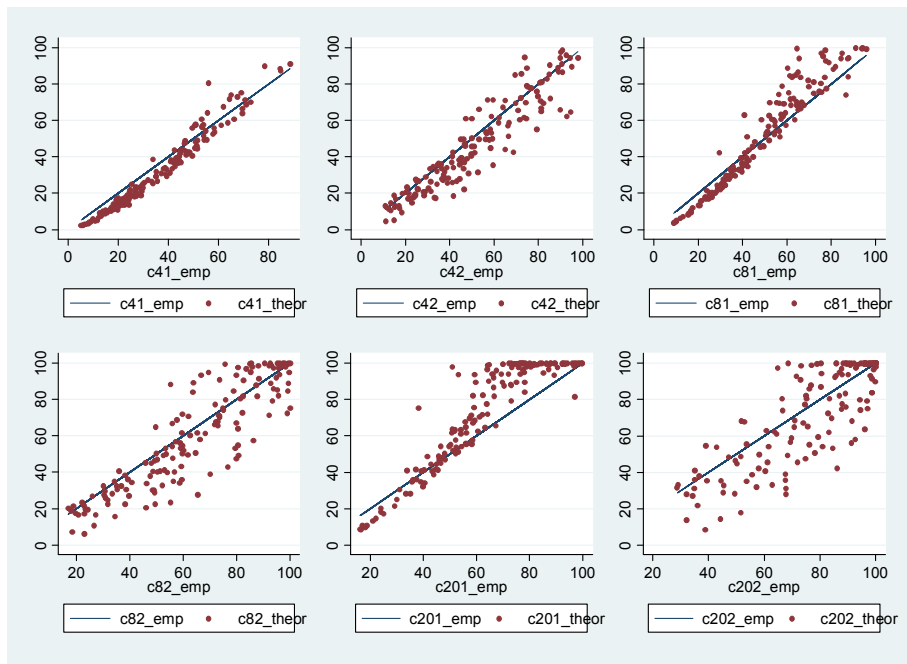 100
80
60
40
20
0
0 20 40 60 80
c41_emp
c41_emp c41_theor
100
80
60
40
20
0
0 20 40 60 80 100
c42_emp
c42_emp c42_theor
100
80
60
40
20
0
0 20 40 60 80 100
c81_emp
c81_emp c81_theor
100
80
60
40
20
0
20 40 60 80 100
c82_emp
c82_emp c82_theor
100
80
60
40
20
0
20 40 60 80 100
c201_emp
c201_emp c201_theor
100
80
60
40
20
0
20 40 60 80 100
c202_emp
c202_emp c202_theor